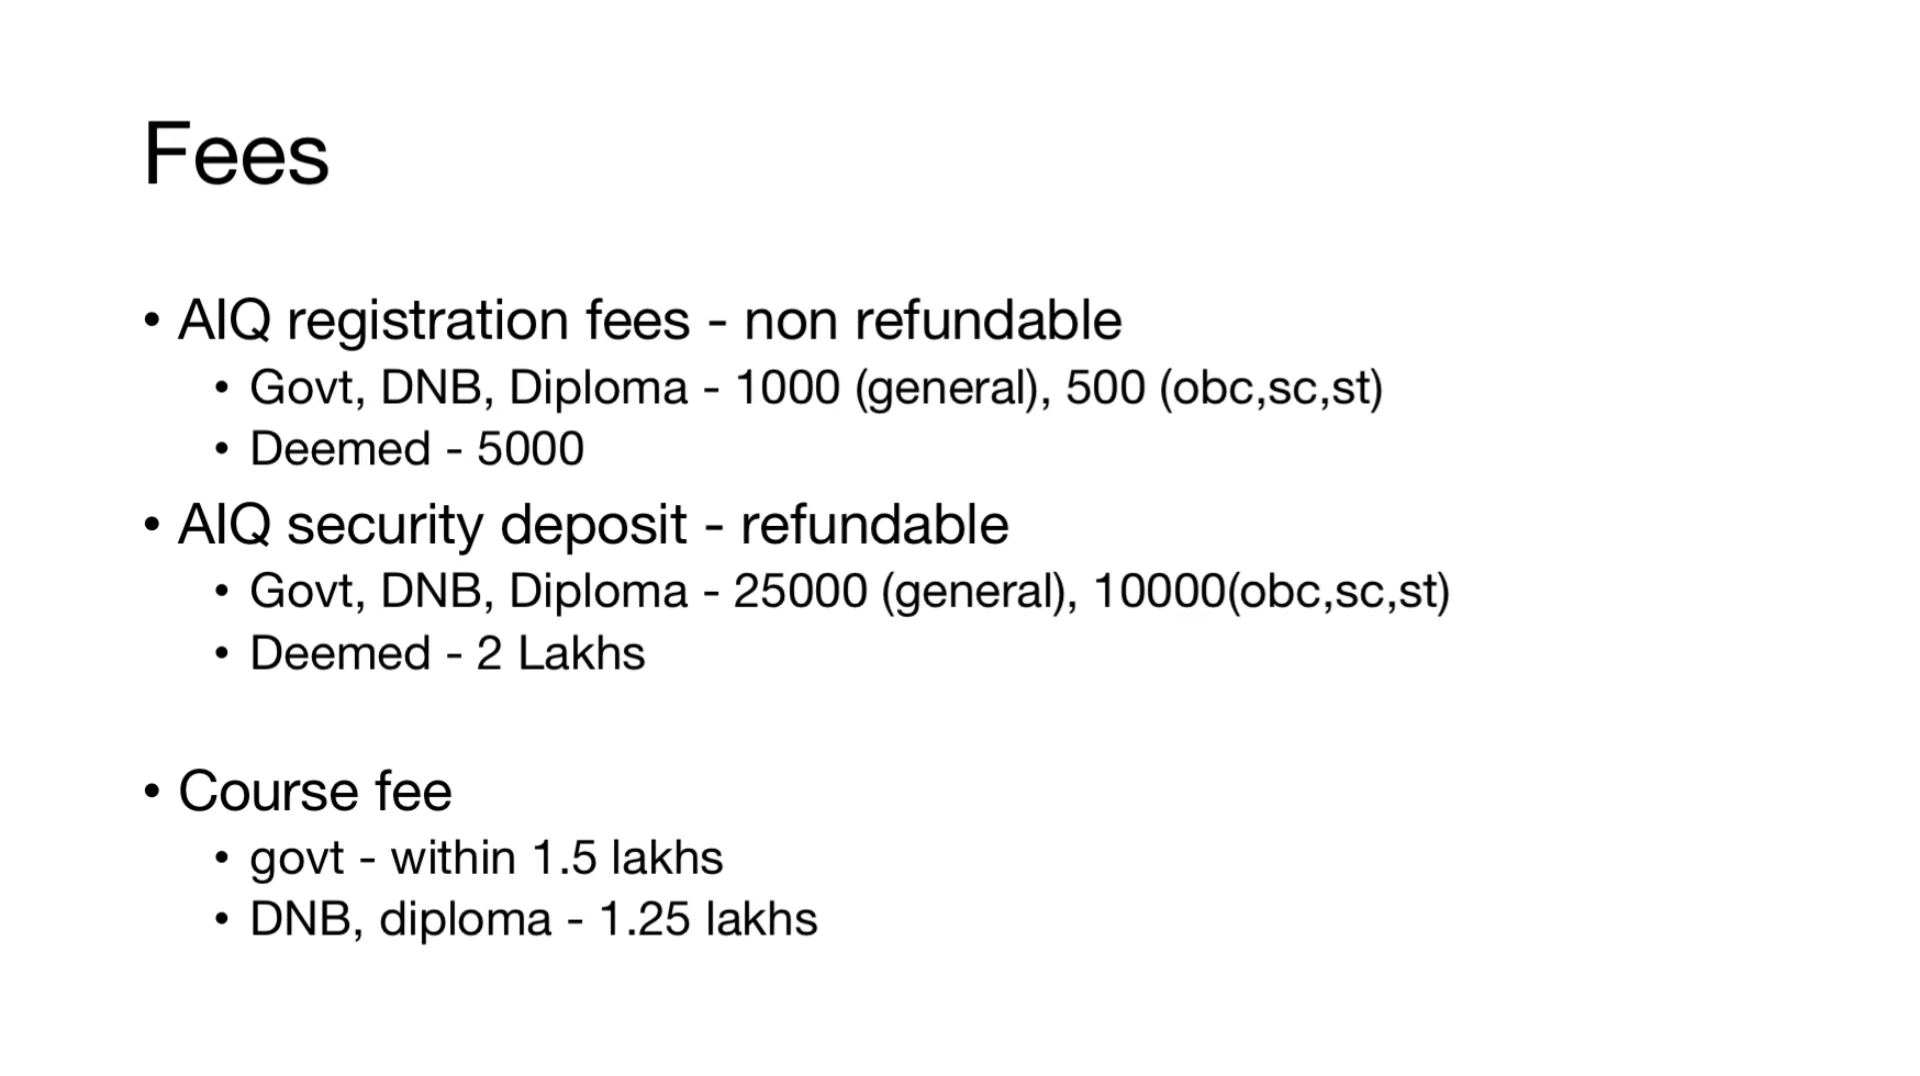 Fees
• AIQ registration fees - non refundable
• Govt, DNB, Diploma - 1000 (general), 500 (obc,sc,st)
• Deemed - 5000
• AIQ security deposit - refundable
• Govt, DNB, Diploma - 25000 (general), 10000(obc,sc,st)
• Deemed - 2 Lakhs
• Course fee
• govt - within 1.5 lakhs
• DNB, diploma - 1.25 lakhs